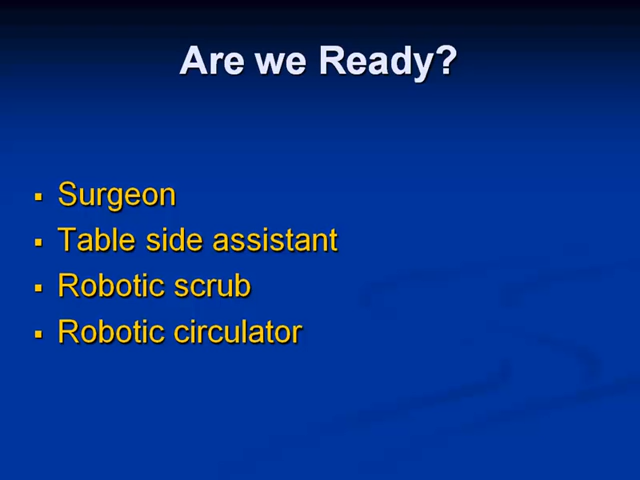 Are we Ready?
▪ Surgeon
▪ Table side assistant
▪ Robotic scrub
▪ Robotic circulator